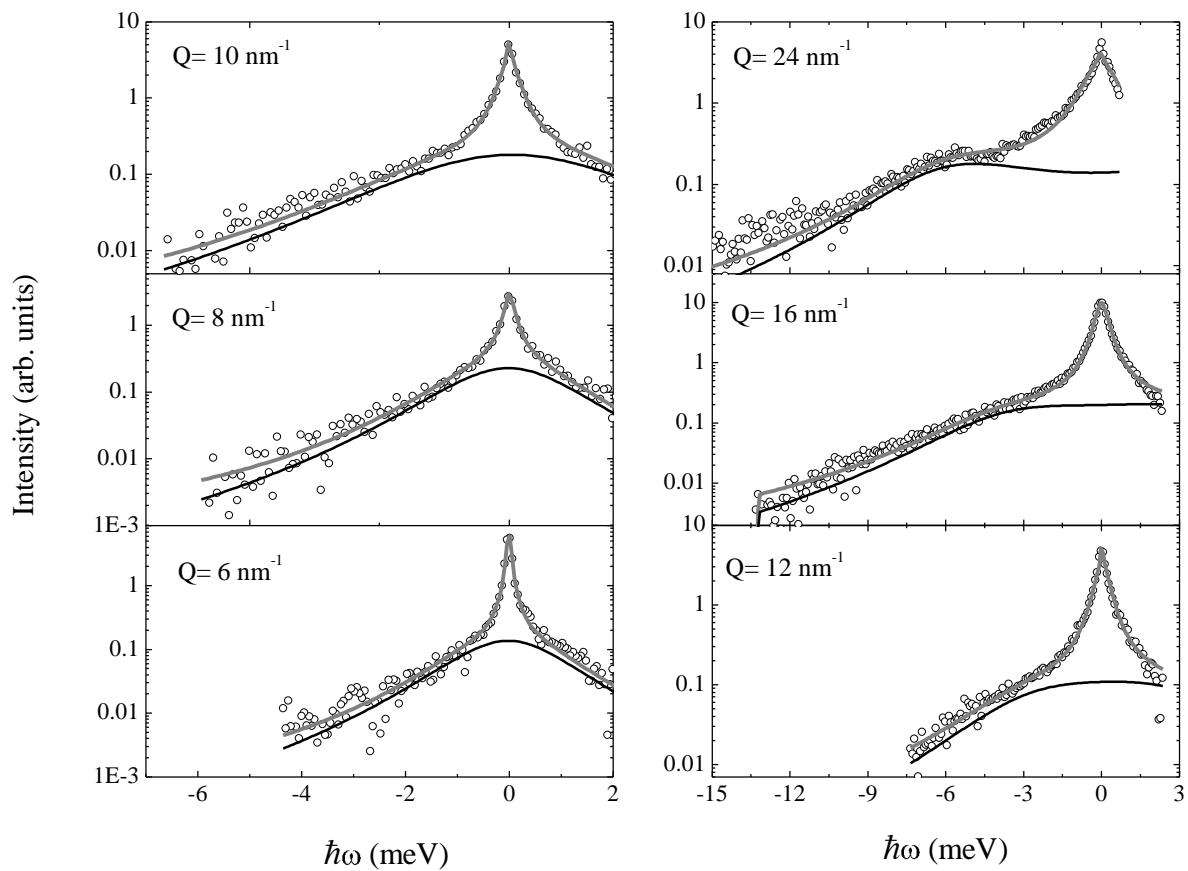 Intensity (arb. units)
10
1
0.1
0.01
Q= 10 nm⁻¹
1
0.1
0.01
1E-3
Q= 8 nm⁻¹
1
0.1
0.01
1E-3
Q= 6 nm⁻¹
-6 -4 -2 0 2
ħω (meV)
10
1
0.1
0.01
Q= 24 nm⁻¹
10
1
0.1
0.01
Q= 16 nm⁻¹
10
1
0.1
0.01
Q= 12 nm⁻¹
-15 -12 -9 -6 -3 0 3
ħω (meV)